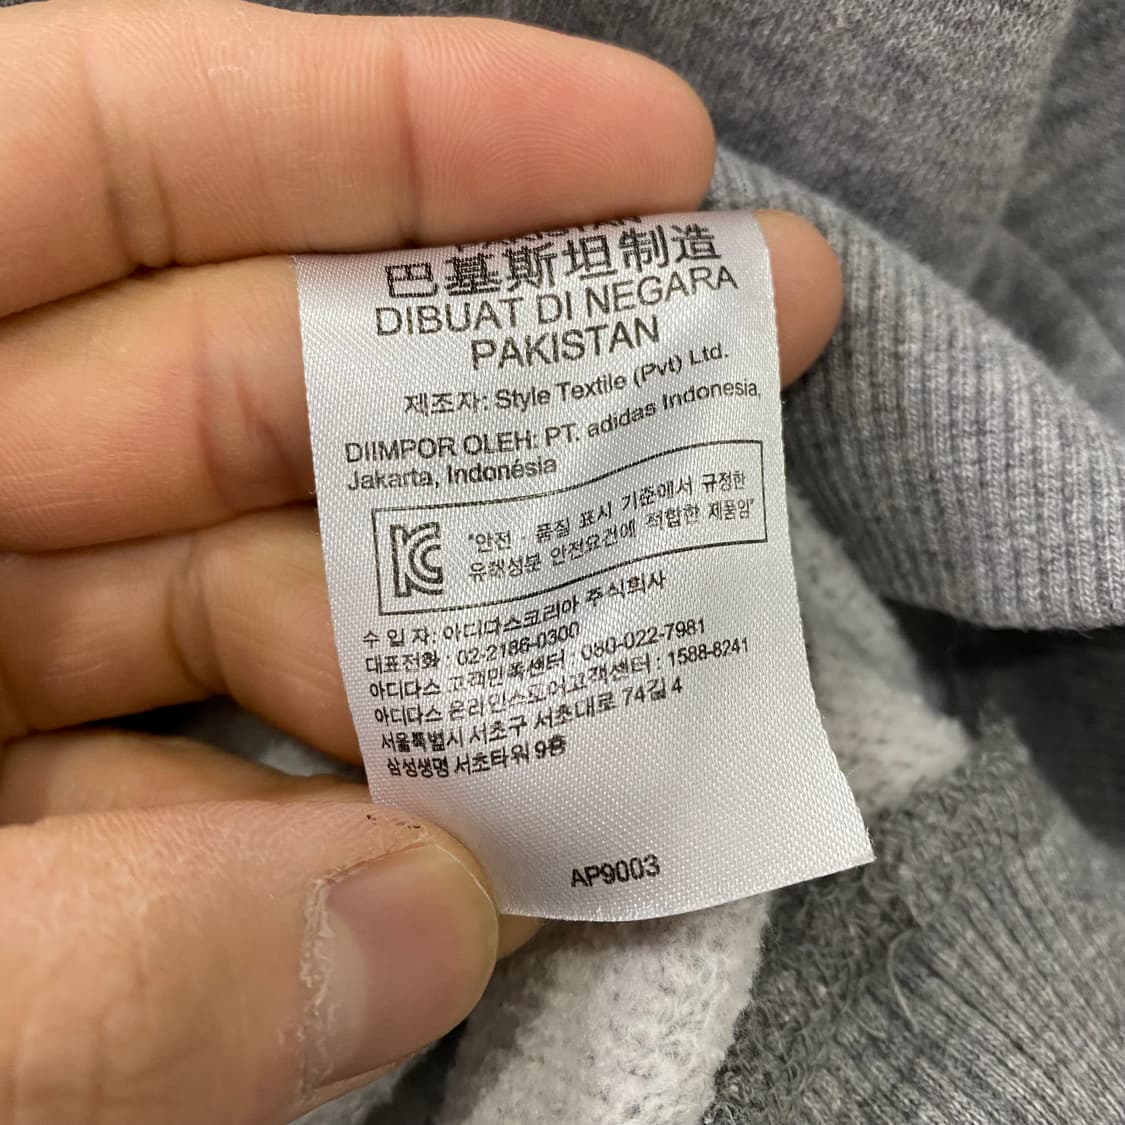 PAKISTAN
巴基斯坦制造
DIBUAT DI NEGARA
PAKISTAN
제조자: Style Textile (Pvt) Ltd.
DIIMPOR OLEH: PT. adidas Indonesia,
Jakarta, Indonésia
"안전 · 품질 표시 기준에서 규정한
유해성분 안전요건에 적합한 제품임"
수 입 자: 아디다스코리아 주식회사
대표전화 : 02-2186-0300
아디다스 고객만족센터 : 080-022-7981
아디다스 온라인스토어고객센터 : 1588-8241
서울특별시 서초구 서초대로 74길 4
삼성생명 서초타워 9층
AP9003